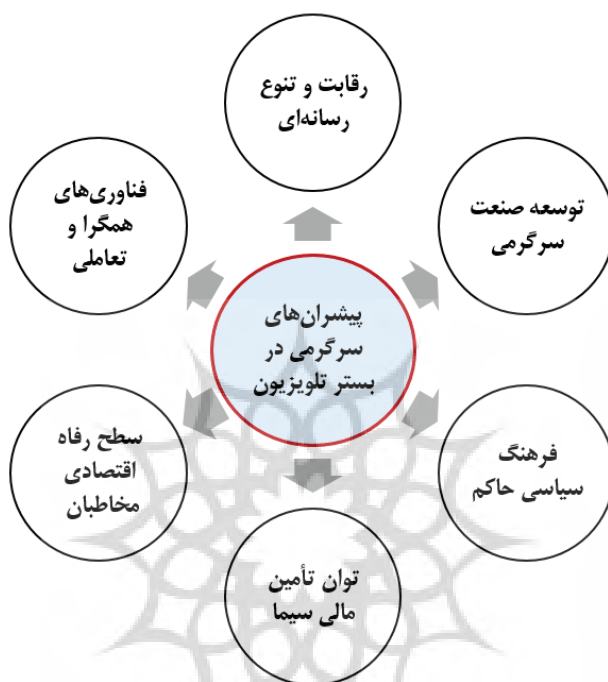 رقابت و تنوع
رسانه‌ای
توسعه صنعت
سرگرمی
فناوری‌های
همگرا و
تعاملی
پیشران‌های
سرگرمی در
بستر تلویزیون
فرهنگ
سیاسی حاکم
سطح رفاه
اقتصادی
مخاطبان
توان تأمین
مالی سیما